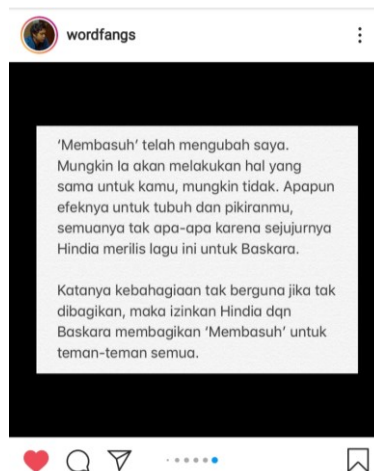 wordfangs
‘Membasuh’ telah mengubah saya.
Mungkin Ia akan melakukan hal yang
sama untuk kamu, mungkin tidak. Apapun
efeknya untuk tubuh dan pikiranmu,
semuanya tak apa-apa karena sejujurnya
Hindia merilis lagu ini untuk Baskara.
Katanya kebahagiaan tak berguna jika tak
dibagikan, maka izinkan Hindia dqn
Baskara membagikan ‘Membasuh’ untuk
teman-teman semua.